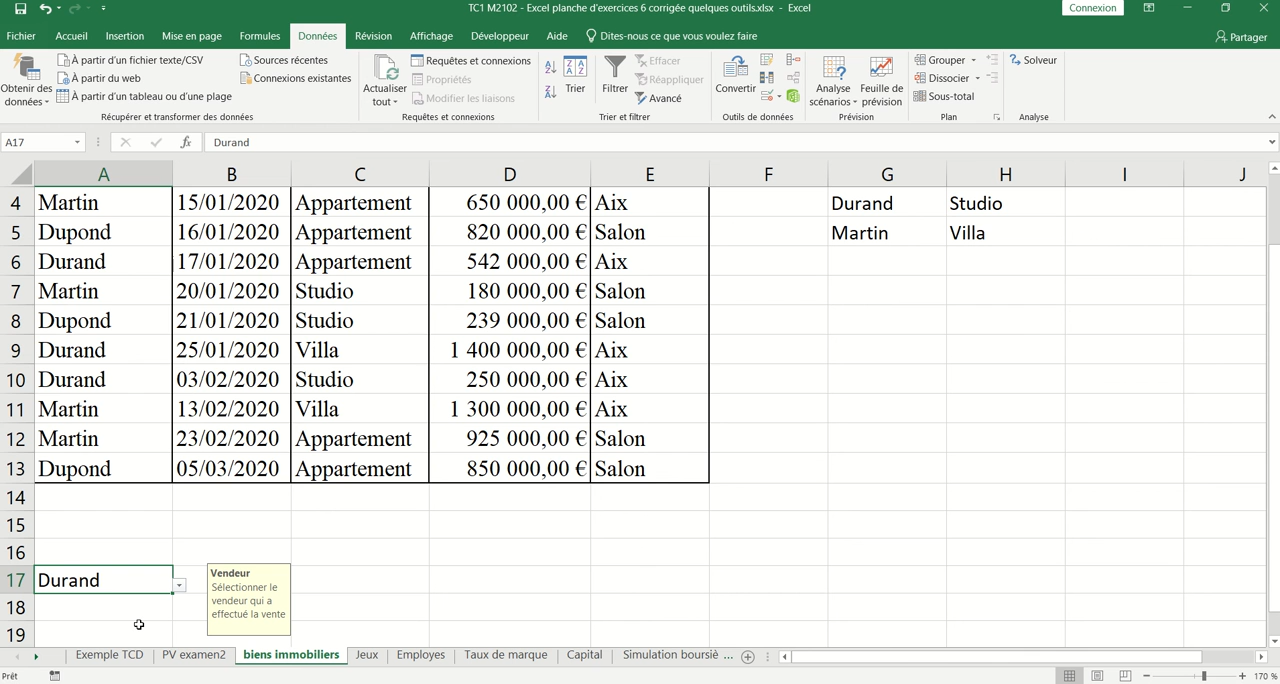 TC1 M2102 - Excel planche d'exercices 6 corrigée quelques outils.xlsx - Excel
Connexion
Fichier Accueil Insertion Mise en page Formules Données Révision Affichage Développeur Aide Dites-nous ce que vous voulez faire Partager
Obtenir des données
À partir d'un fichier texte/CSV
À partir du web
À partir d'un tableau ou d'une plage
Sources récentes
Connexions existantes
Récupérer et transformer des données
Actualiser tout
Requêtes et connexions
Propriétés
Modifier les liaisons
Requêtes et connexions
Trier
Filtrer
Effacer
Réappliquer
Avancé
Trier et filtrer
Convertir
Outils de données
Analyse scénarios
Feuille de prévision
Prévision
Grouper
Dissocier
Sous-total
Plan
Solveur
Analyse
A17 fx Durand
A B C D E F G H I J
4 Martin 15/01/2020 Appartement 650 000,00 € Aix Durand Studio
5 Dupond 16/01/2020 Appartement 820 000,00 € Salon Martin Villa
6 Durand 17/01/2020 Appartement 542 000,00 € Aix
7 Martin 20/01/2020 Studio 180 000,00 € Salon
8 Dupond 21/01/2020 Studio 239 000,00 € Salon
9 Durand 25/01/2020 Villa 1 400 000,00 € Aix
10 Durand 03/02/2020 Studio 250 000,00 € Aix
11 Martin 13/02/2020 Villa 1 300 000,00 € Aix
12 Martin 23/02/2020 Appartement 925 000,00 € Salon
13 Dupond 05/03/2020 Appartement 850 000,00 € Salon
14
15
16
17 Durand
Vendeur
Sélectionner le
vendeur qui a
effectué la vente
18
19
Exemple TCD PV examen2 biens immobiliers Jeux Employes Taux de marque Capital Simulation boursiè ...
Prêt 170 %